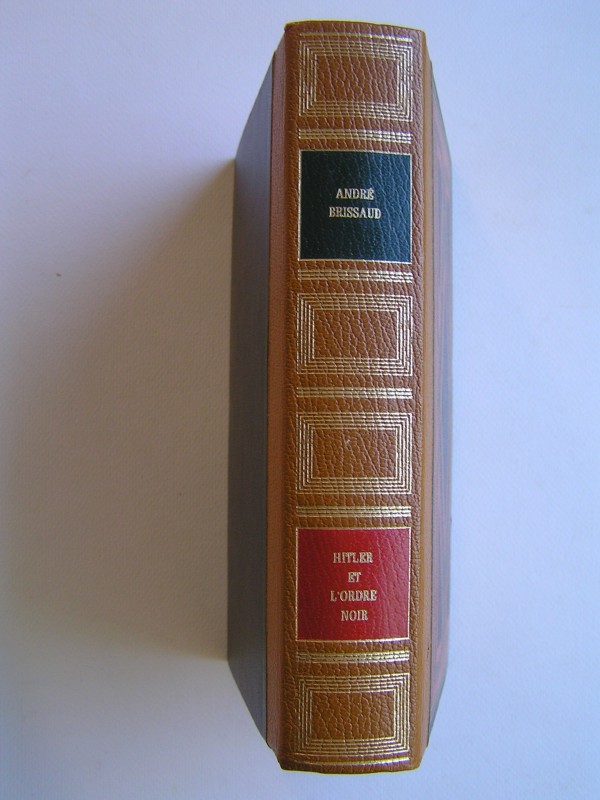 ANDRÉ
BRISSAUD
HITLER
ET
L'ORDRE
NOIR